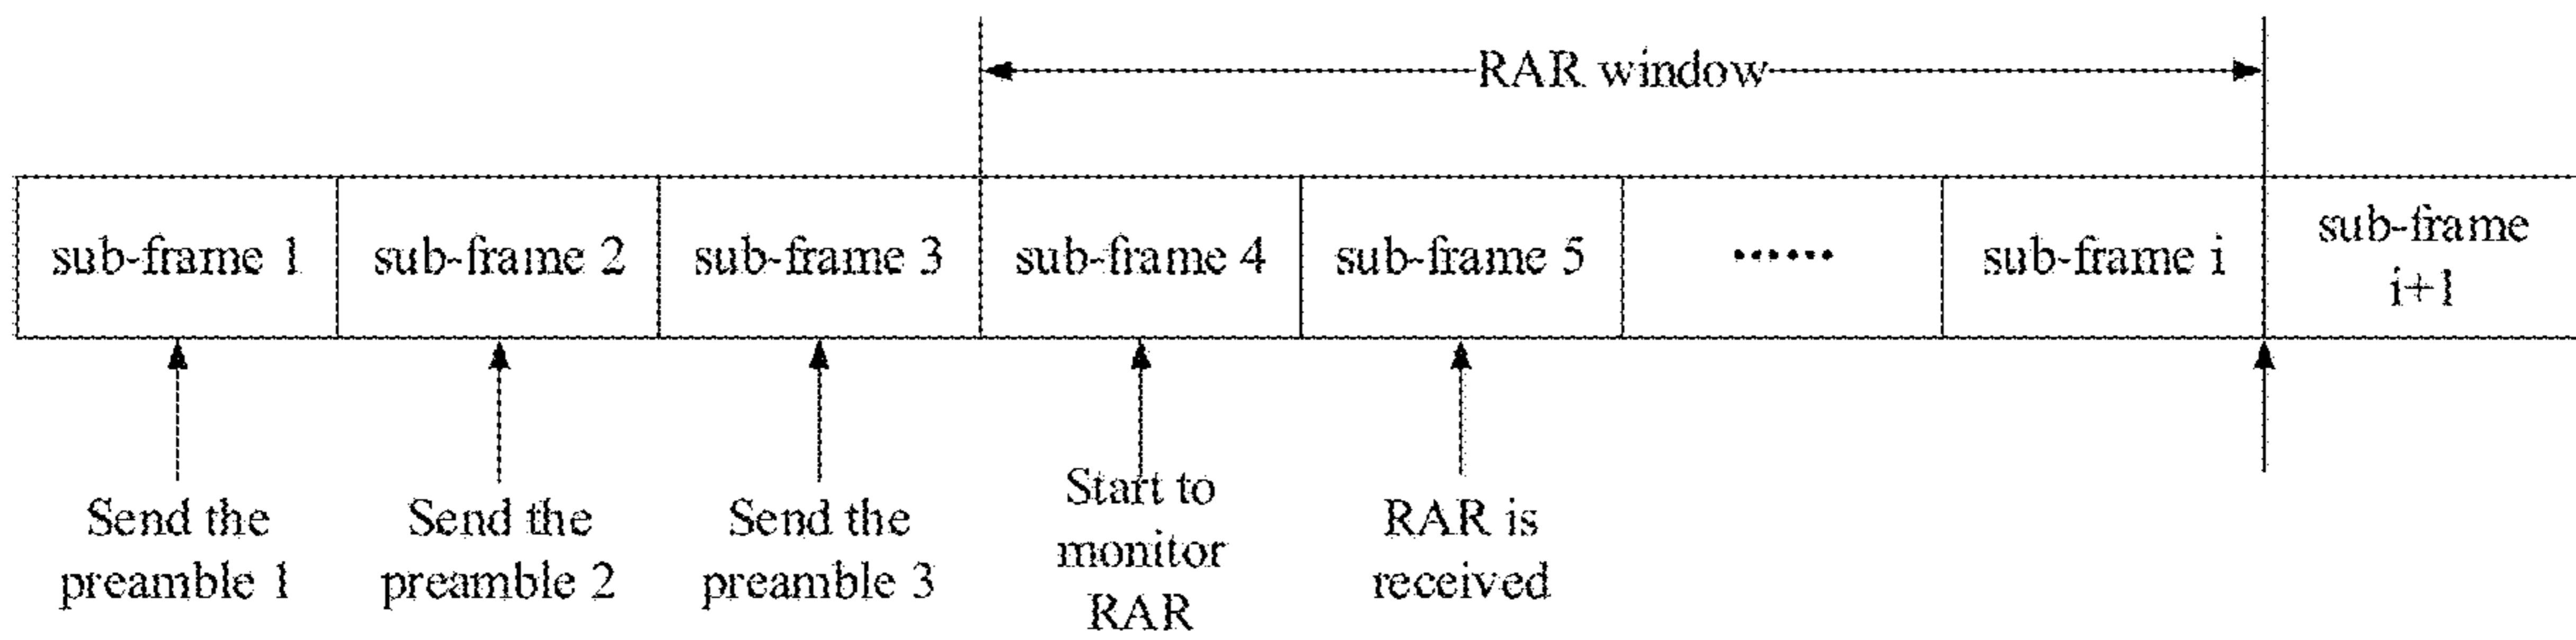 RAR window
sub-frame 1
sub-frame 2
sub-frame 3
sub-frame 4
sub-frame 5
......
sub-frame i
sub-frame
i+1
Send the
preamble 1
Send the
preamble 2
Send the
preamble 3
Start to
monitor
RAR
RAR is
received